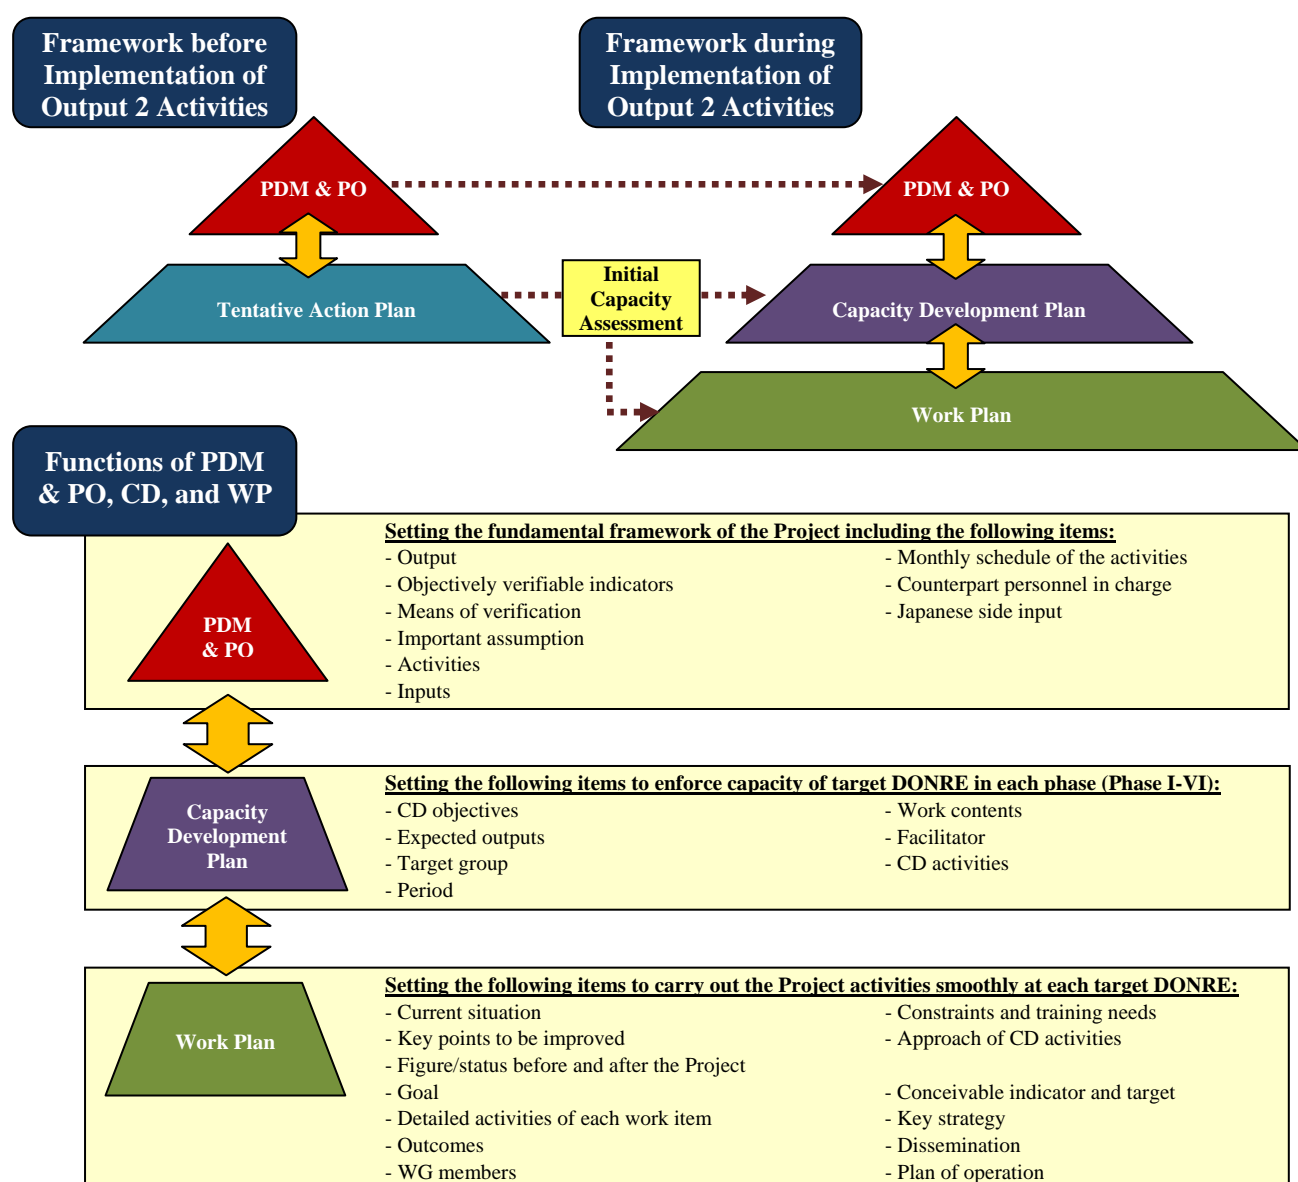 Framework before
Implementation of
Output 2 Activities
Framework during
Implementation of
Output 2 Activities
PDM & PO
PDM & PO
Tentative Action Plan
Initial
Capacity
Assessment
Capacity Development Plan
Work Plan
Functions of PDM
& PO, CD, and WP
PDM
& PO
Setting the fundamental framework of the Project including the following items:
- Output
- Objectively verifiable indicators
- Means of verification
- Important assumption
- Activities
- Inputs
- Monthly schedule of the activities
- Counterpart personnel in charge
- Japanese side input
Capacity
Development
Plan
Setting the following items to enforce capacity of target DONRE in each phase (Phase I-VI):
- CD objectives
- Expected outputs
- Target group
- Period
- Work contents
- Facilitator
- CD activities
Work Plan
Setting the following items to carry out the Project activities smoothly at each target DONRE:
- Current situation
- Key points to be improved
- Figure/status before and after the Project
- Goal
- Detailed activities of each work item
- Outcomes
- WG members
- Constraints and training needs
- Approach of CD activities
- Conceivable indicator and target
- Key strategy
- Dissemination
- Plan of operation